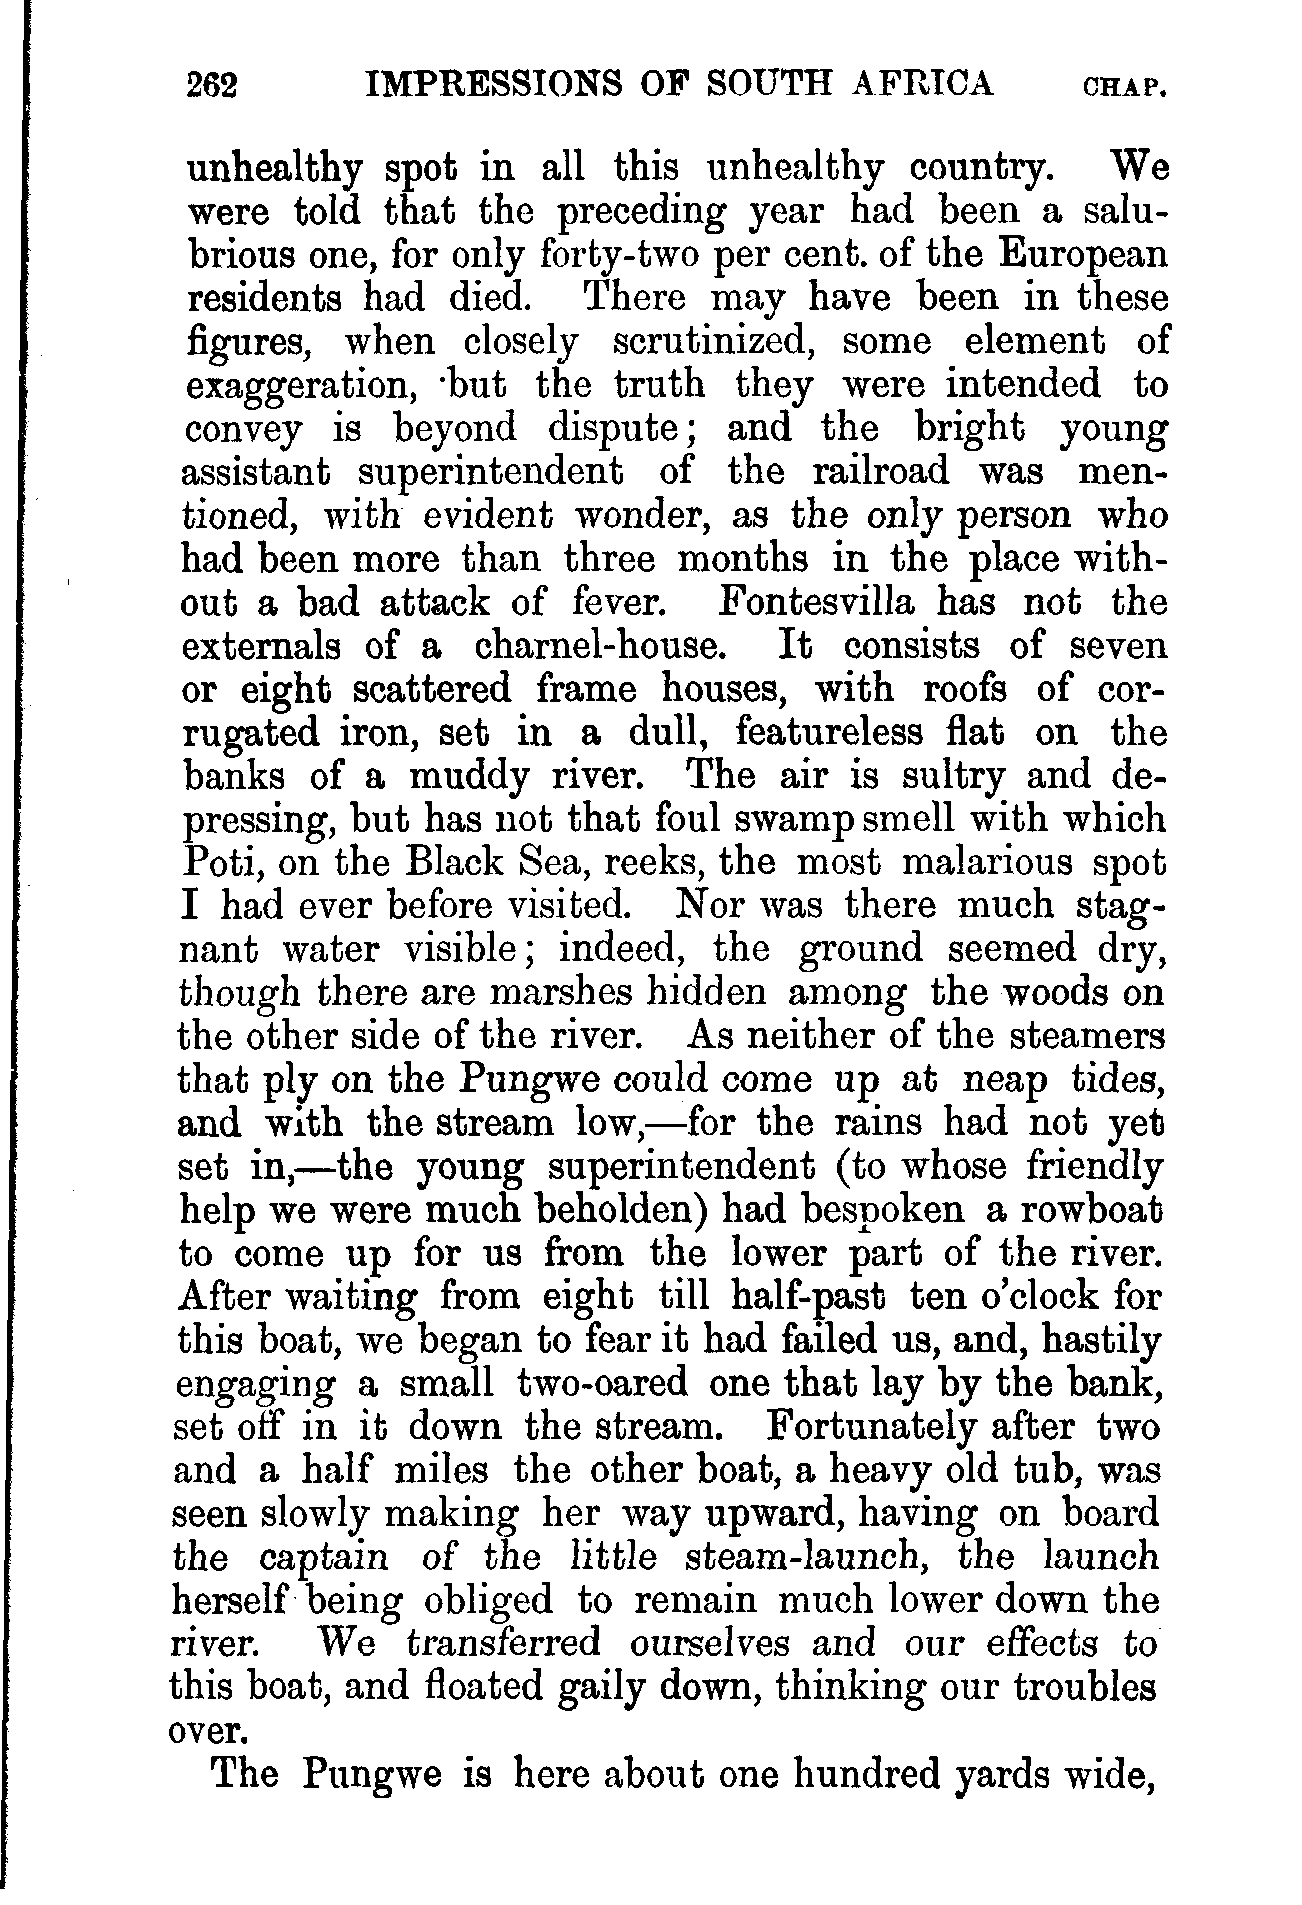 262 IMPRESSIONS OF SOUTH AFRICA CHAP.
unhealthy spot in all this unhealthy country. We
were told that the preceding year had been a salu-
brious one, for only forty-two per cent. of the European
residents had died. There may have been in these
figures, when closely scrutinized, some element of
exaggeration, but the truth they were intended to
convey is beyond dispute; and the bright young
assistant superintendent of the railroad was men-
tioned, with evident wonder, as the only person who
had been more than three months in the place with-
out a bad attack of fever. Fontesvilla has not the
externals of a charnel-house. It consists of seven
or eight scattered frame houses, with roofs of cor-
rugated iron, set in a dull, featureless flat on the
banks of a muddy river. The air is sultry and de-
pressing, but has not that foul swamp smell with which
Poti, on the Black Sea, reeks, the most malarious spot
I had ever before visited. Nor was there much stag-
nant water visible; indeed, the ground seemed dry,
though there are marshes hidden among the woods on
the other side of the river. As neither of the steamers
that ply on the Pungwe could come up at neap tides,
and with the stream low,—for the rains had not yet
set in,—the young superintendent (to whose friendly
help we were much beholden) had bespoken a rowboat
to come up for us from the lower part of the river.
After waiting from eight till half-past ten o'clock for
this boat, we began to fear it had failed us, and, hastily
engaging a small two-oared one that lay by the bank,
set off in it down the stream. Fortunately after two
and a half miles the other boat, a heavy old tub, was
seen slowly making her way upward, having on board
the captain of the little steam-launch, the launch
herself being obliged to remain much lower down the
river. We transferred ourselves and our effects to
this boat, and floated gaily down, thinking our troubles
over.
The Pungwe is here about one hundred yards wide,